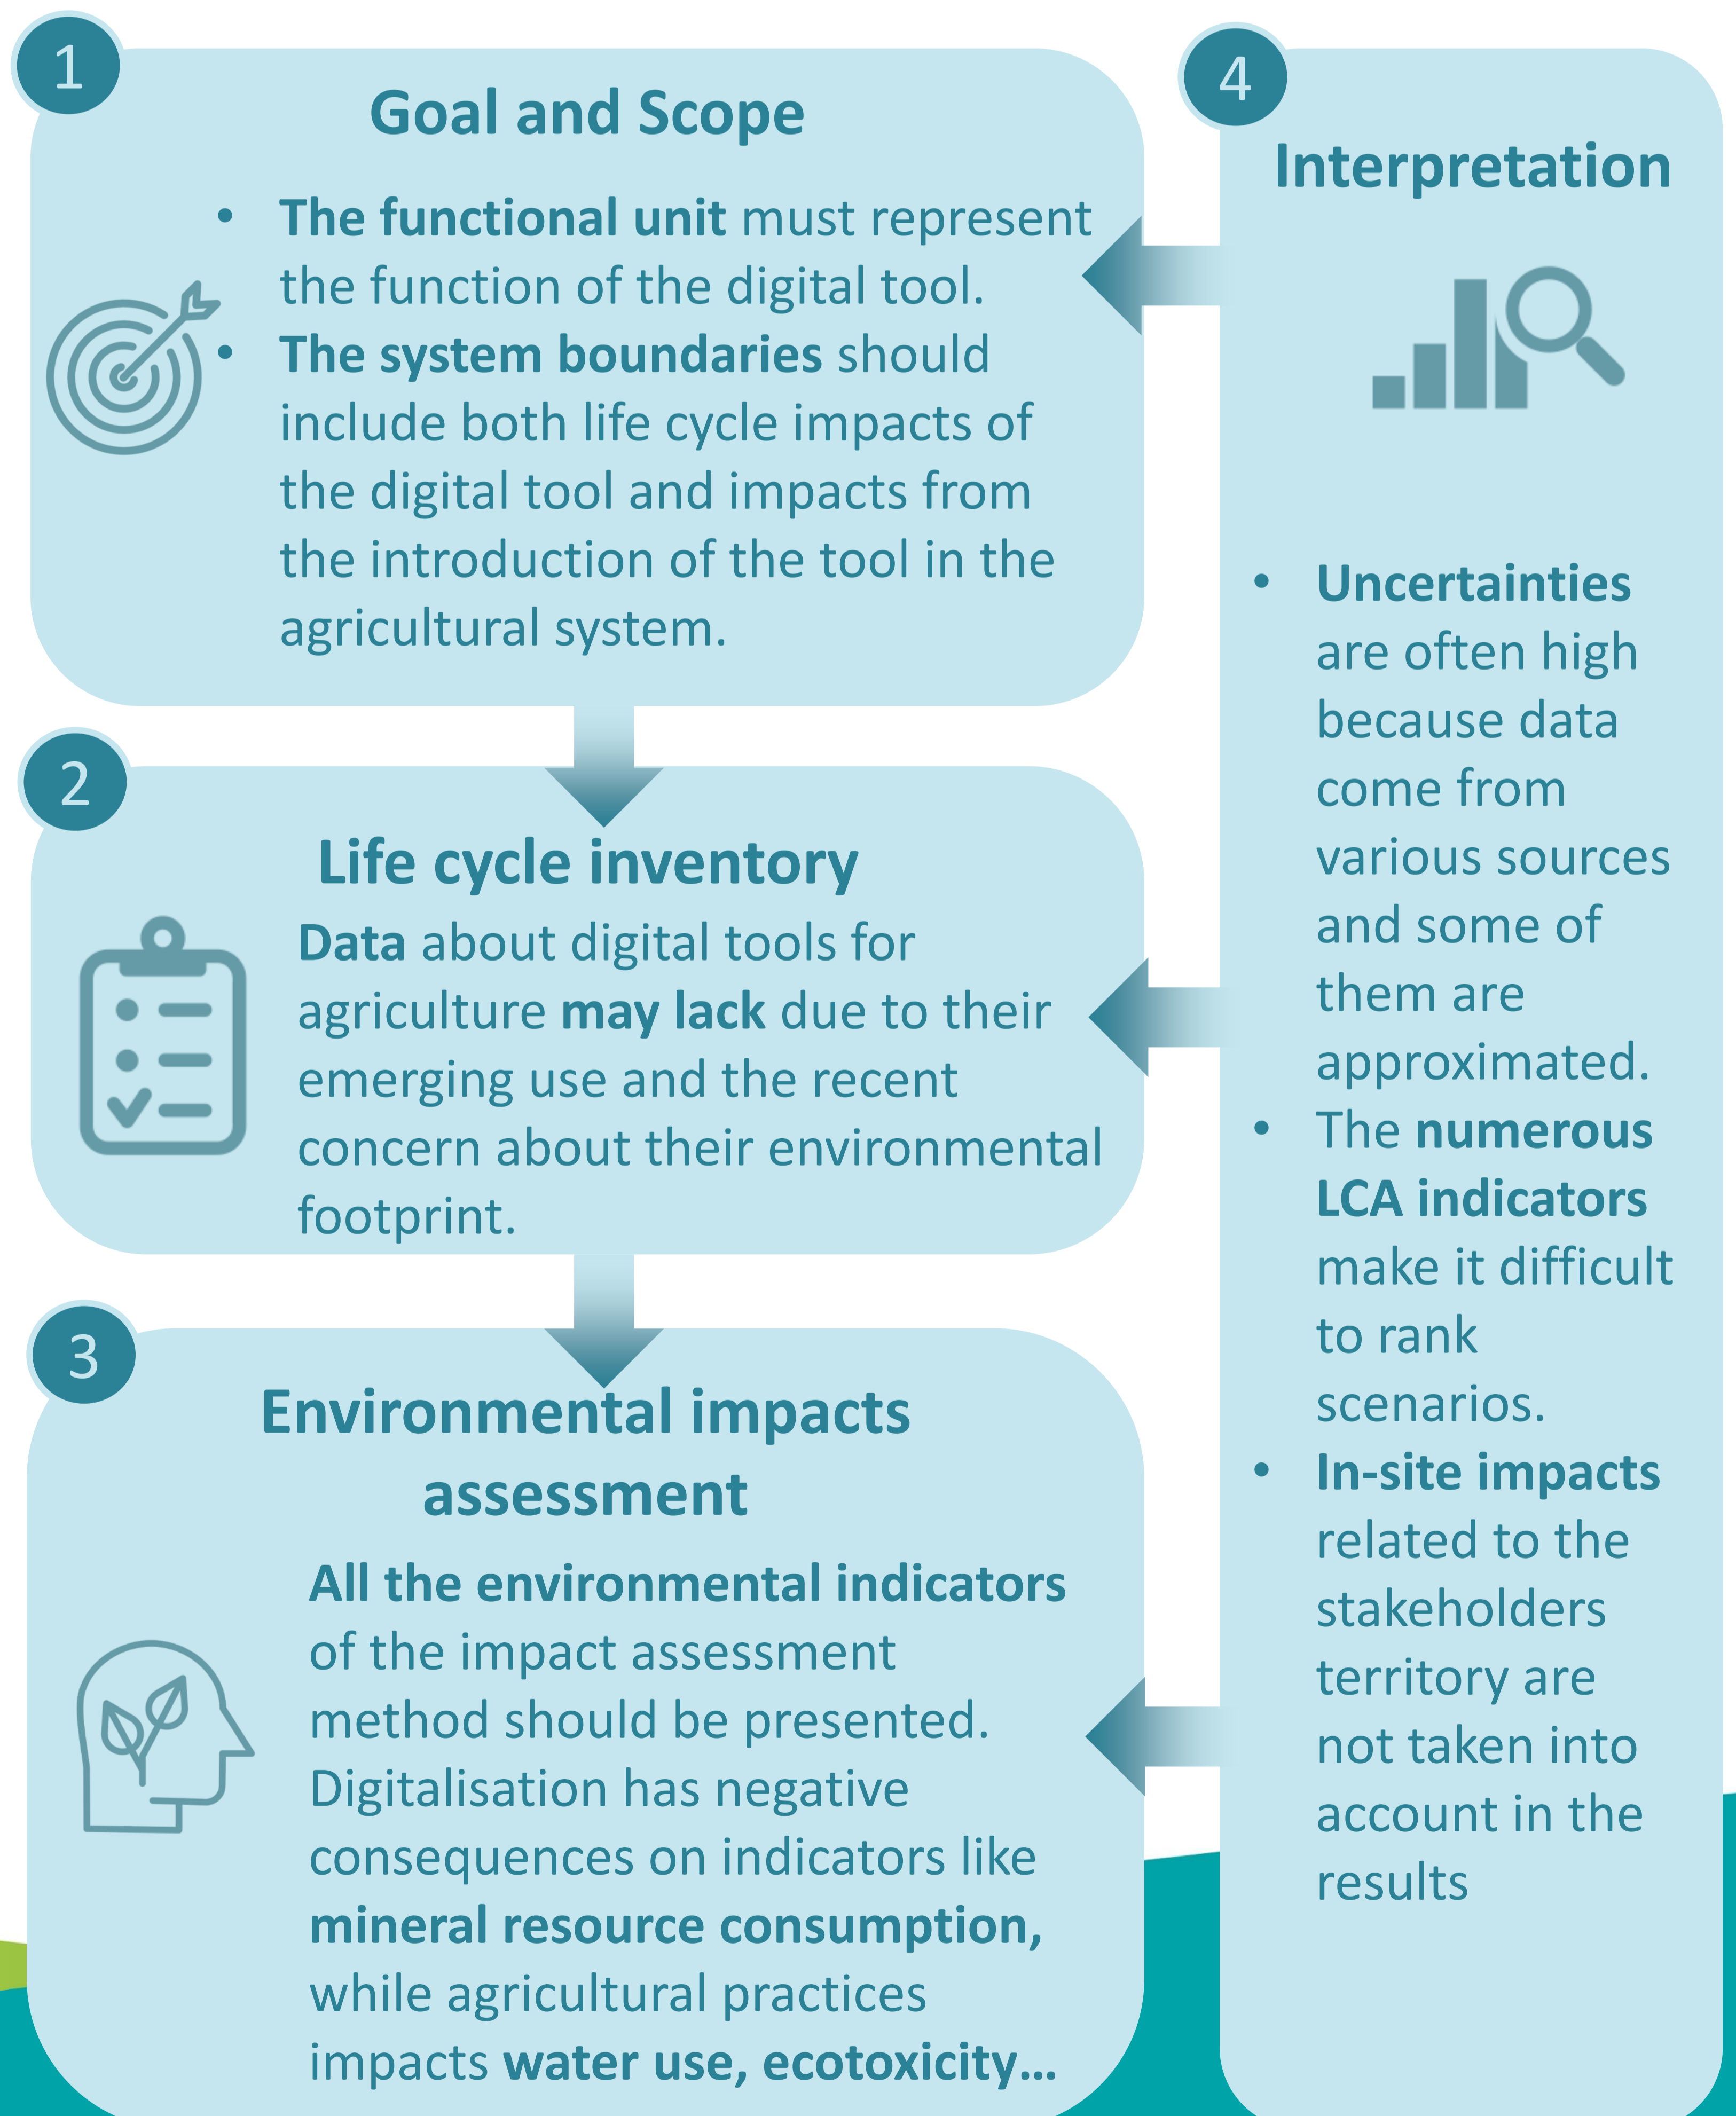 1
Goal and Scope
• The functional unit must represent
the function of the digital tool.
• The system boundaries should
include both life cycle impacts of
the digital tool and impacts from
the introduction of the tool in the
agricultural system.
2
Life cycle inventory
Data about digital tools for
agriculture may lack due to their
emerging use and the recent
concern about their environmental
footprint.
3
Environmental impacts
assessment
All the environmental indicators
of the impact assessment
method should be presented.
Digitalisation has negative
consequences on indicators like
mineral resource consumption,
while agricultural practices
impacts water use, ecotoxicity...
4
Interpretation
• Uncertainties
are often high
because data
come from
various sources
and some of
them are
approximated.
• The numerous
LCA indicators
make it difficult
to rank
scenarios.
• In-site impacts
related to the
stakeholders
territory are
not taken into
account in the
results